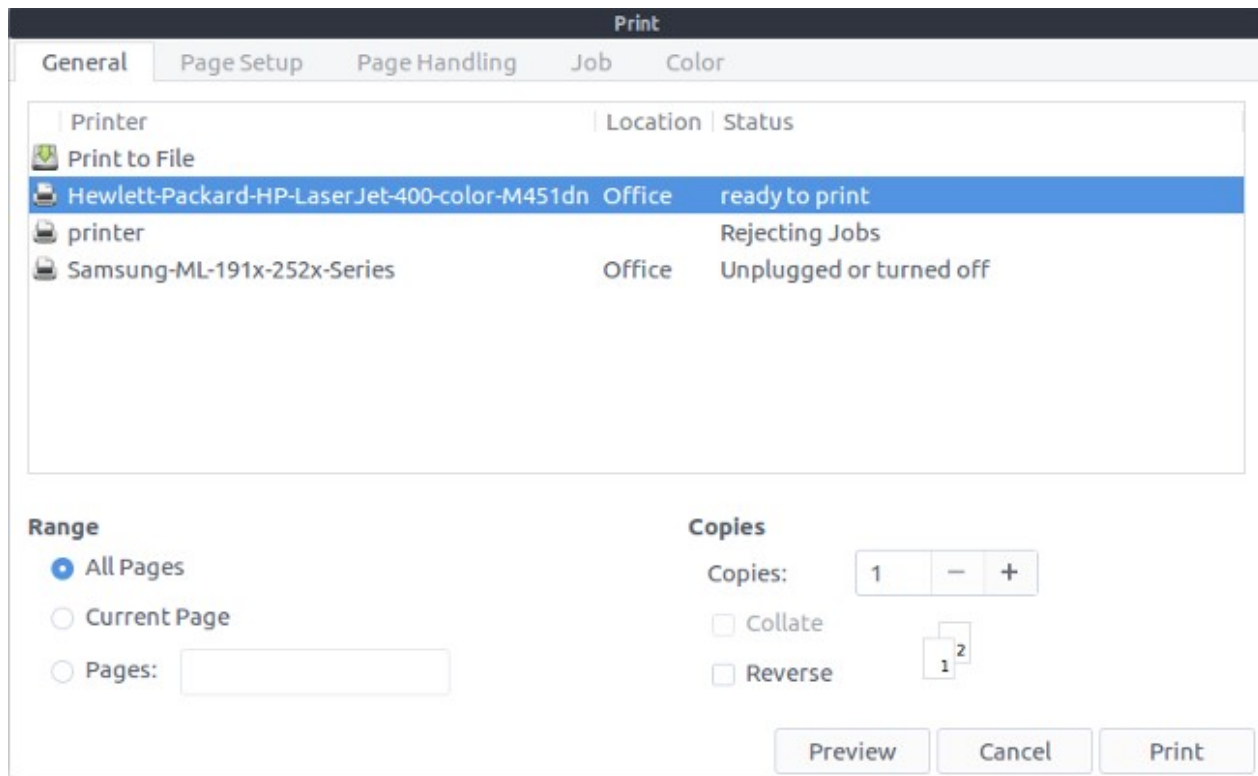 Print
General Page Setup Page Handling Job Color
Printer Location Status
Print to File
Hewlett-Packard-HP-LaserJet-400-color-M451dn Office ready to print
printer Rejecting Jobs
Samsung-ML-191x-252x-Series Office Unplugged or turned off
Range Copies
All Pages Copies: 1 − +
Current Page Collate
Pages: Reverse
1 2
Preview Cancel Print